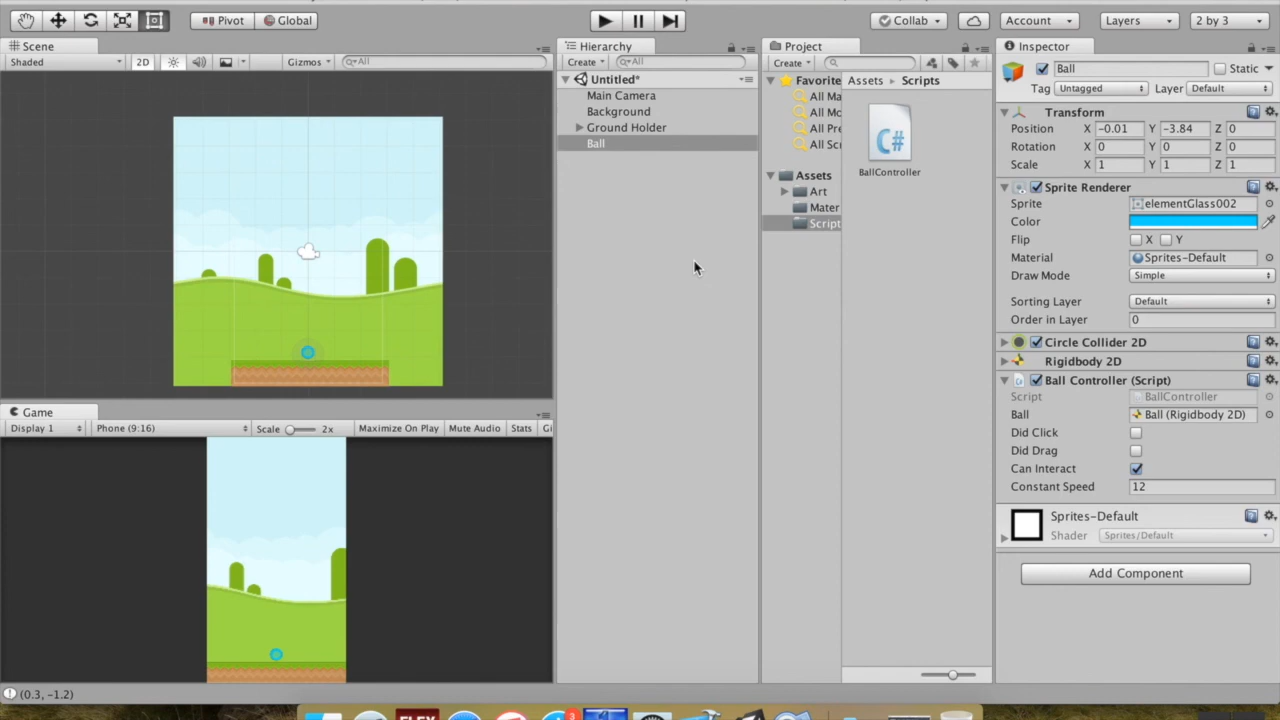 Pivot Global Collab Account Layers 2 by 3
Scene
Shaded 2D Gizmos All
Game
Display 1 Phone (9:16) Scale 2x Maximize On Play Mute Audio Stats Gi
(0.3, -1.2)
Hierarchy
Create All
Untitled*
Main Camera
Background
Ground Holder
Ball
Project
Create
Favorite
All Ma
All Mo
All Pre
All Scr
Assets
Art
Mater
Script
Assets Scripts
C#
BallController
Inspector
Ball Static
Tag Untagged Layer Default
Transform
Position X -0.01 Y -3.84 Z 0
Rotation X 0 Y 0 Z 0
Scale X 1 Y 1 Z 1
Sprite Renderer
Sprite elementGlass002
Color
Flip X Y
Material Sprites-Default
Draw Mode Simple
Sorting Layer Default
Order in Layer 0
Circle Collider 2D
Rigidbody 2D
Ball Controller (Script)
Script BallController
Ball Ball (Rigidbody 2D)
Did Click
Did Drag
Can Interact
Constant Speed 12
Sprites-Default
Shader Sprites/Default
Add Component
FLEX
3